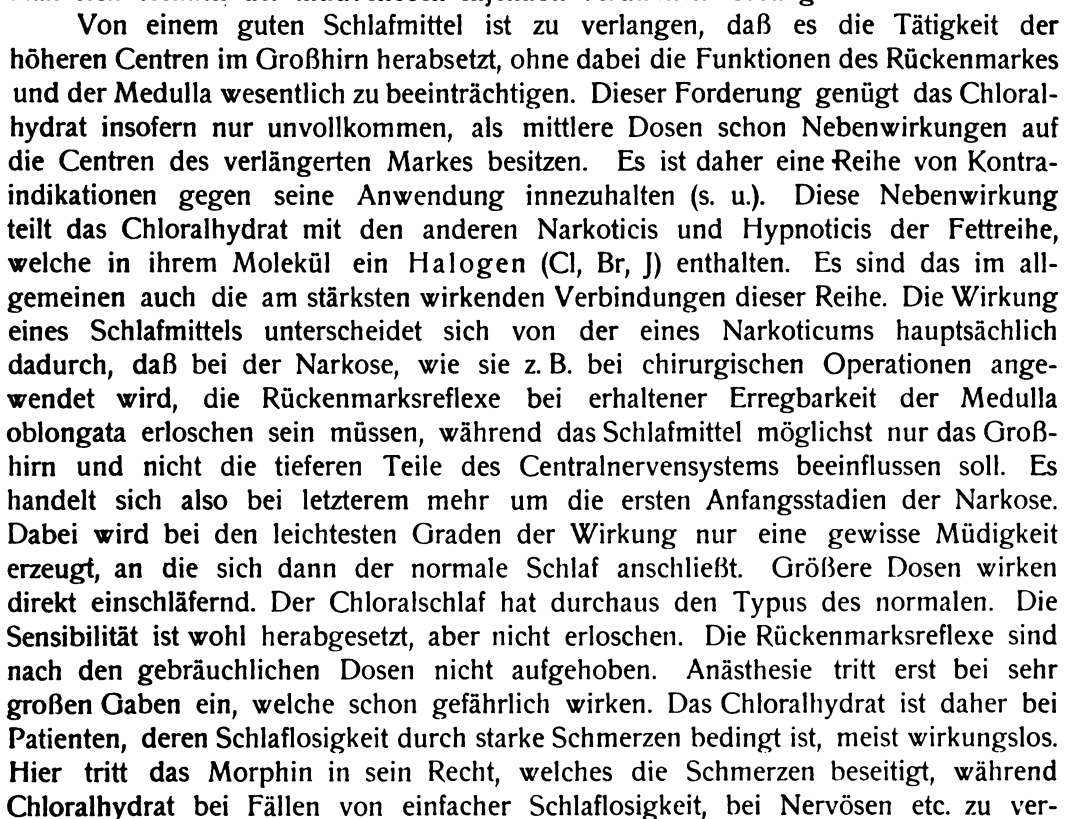 Von einem guten Schlafmittel ist zu verlangen, daß es die Tätigkeit der
höheren Centren im Großhirn herabsetzt, ohne dabei die Funktionen des Rückenmarkes
und der Medulla wesentlich zu beeinträchtigen. Dieser Forderung genügt das Chloral-
hydrat insofern nur unvollkommen, als mittlere Dosen schon Nebenwirkungen auf
die Centren des verlängerten Markes besitzen. Es ist daher eine Reihe von Kontra-
indikationen gegen seine Anwendung innezuhalten (s. u.). Diese Nebenwirkung
teilt das Chloralhydrat mit den anderen Narkoticis und Hypnoticis der Fettreihe,
welche in ihrem Molekül ein Halogen (Cl, Br, J) enthalten. Es sind das im all-
gemeinen auch die am stärksten wirkenden Verbindungen dieser Reihe. Die Wirkung
eines Schlafmittels unterscheidet sich von der eines Narkoticums hauptsächlich
dadurch, daß bei der Narkose, wie sie z. B. bei chirurgischen Operationen ange-
wendet wird, die Rückenmarksreflexe bei erhaltener Erregbarkeit der Medulla
oblongata erloschen sein müssen, während das Schlafmittel möglichst nur das Groß-
hirn und nicht die tieferen Teile des Centralnervensystems beeinflussen soll. Es
handelt sich also bei letzterem mehr um die ersten Anfangsstadien der Narkose.
Dabei wird bei den leichtesten Graden der Wirkung nur eine gewisse Müdigkeit
erzeugt, an die sich dann der normale Schlaf anschließt. Größere Dosen wirken
direkt einschläfernd. Der Chloralschlaf hat durchaus den Typus des normalen. Die
Sensibilität ist wohl herabgesetzt, aber nicht erloschen. Die Rückenmarksreflexe sind
nach den gebräuchlichen Dosen nicht aufgehoben. Anästhesie tritt erst bei sehr
großen Gaben ein, welche schon gefährlich wirken. Das Chloralhydrat ist daher bei
Patienten, deren Schlaflosigkeit durch starke Schmerzen bedingt ist, meist wirkungslos.
Hier tritt das Morphin in sein Recht, welches die Schmerzen beseitigt, während
Chloralhydrat bei Fällen von einfacher Schlaflosigkeit, bei Nervösen etc. zu ver-